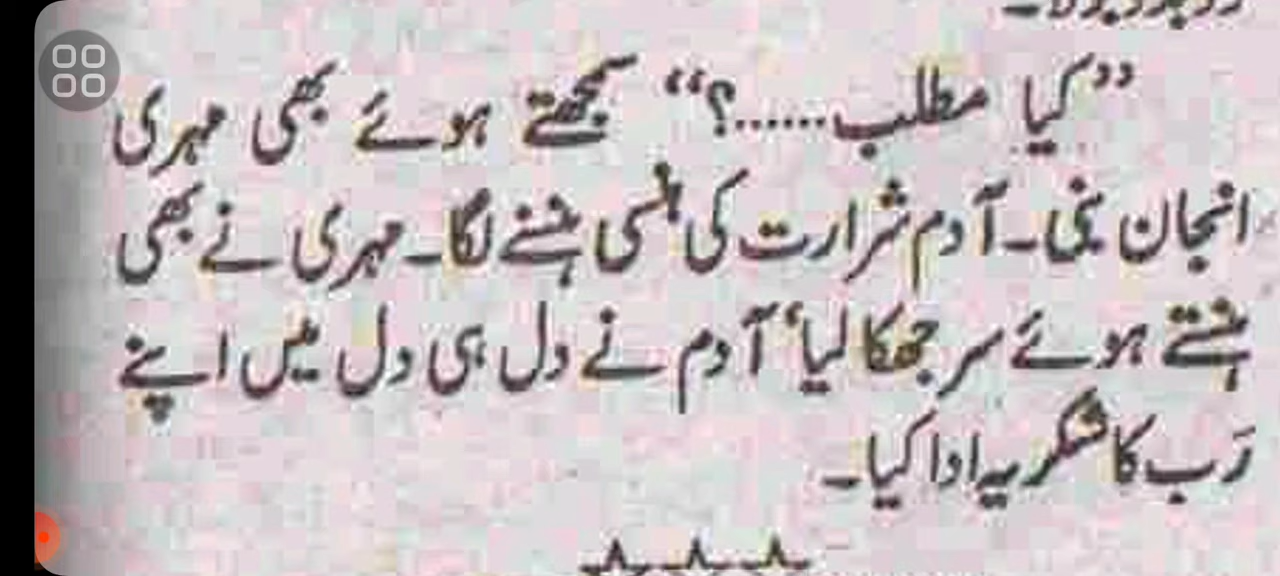 ”کیا مطلب......؟“ سمجھتے ہوئے بھی مہری
انجان بنی۔ آدم شرارت کی ہنسی ہنسنے لگا۔ مہری نے بھی
ہنستے ہوئے سر جھکا لیا‘ آدم نے دل ہی دل میں اپنے
رَب کا شکریہ ادا کیا۔